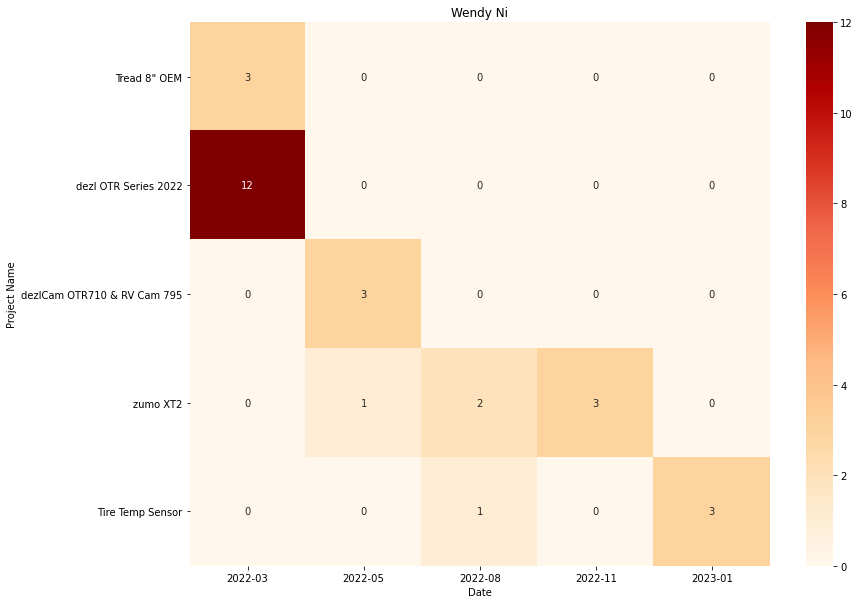 Wendy Ni
12
Tread 8" OEM 3 0 0 0 0
10
dezl OTR Series 2022 12 0 0 0 0
8
Project Name
dezlCam OTR710 & RV Cam 795 0 3 0 0 0
6
4
zumo XT2 0 1 2 3 0
2
Tire Temp Sensor 0 0 1 0 3
0
2022-03 2022-05 2022-08 2022-11 2023-01
Date